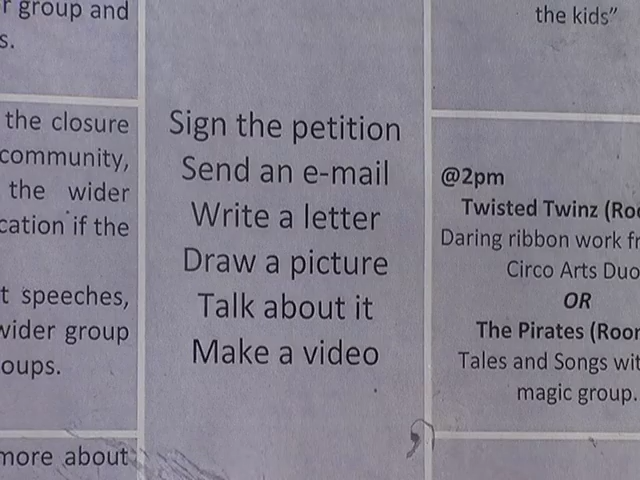 r group and
s.
the closure
community,
the wider
cation if the
t speeches,
wider group
oups.
more about
Sign the petition
Send an e-mail
Write a letter
Draw a picture
Talk about it
Make a video
the kids”
@2pm
Twisted Twinz (Roo
Daring ribbon work fr
Circo Arts Duo
OR
The Pirates (Room
Tales and Songs wit
magic group.